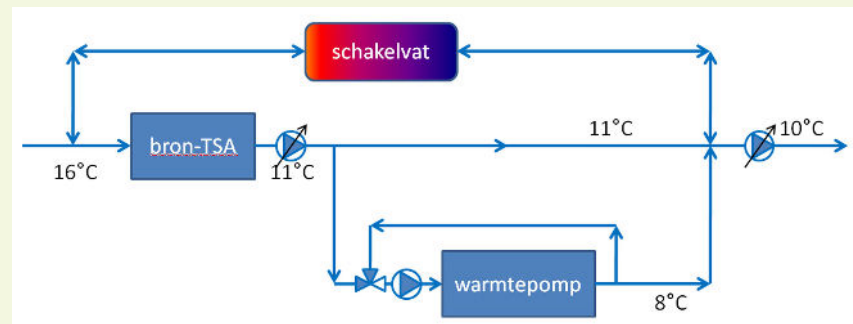 schakelvat
11°C
10°C
bron-TSA
16°C
11°C
warmtepomp
8°C